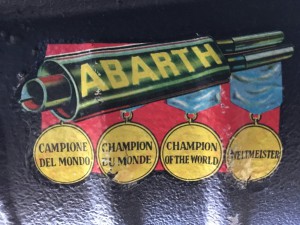 ABARTH
CAMPIONE
DEL MONDO
CHAMPION
DU MONDE
CHAMPION
OF THE WORLD
WELTMEISTER